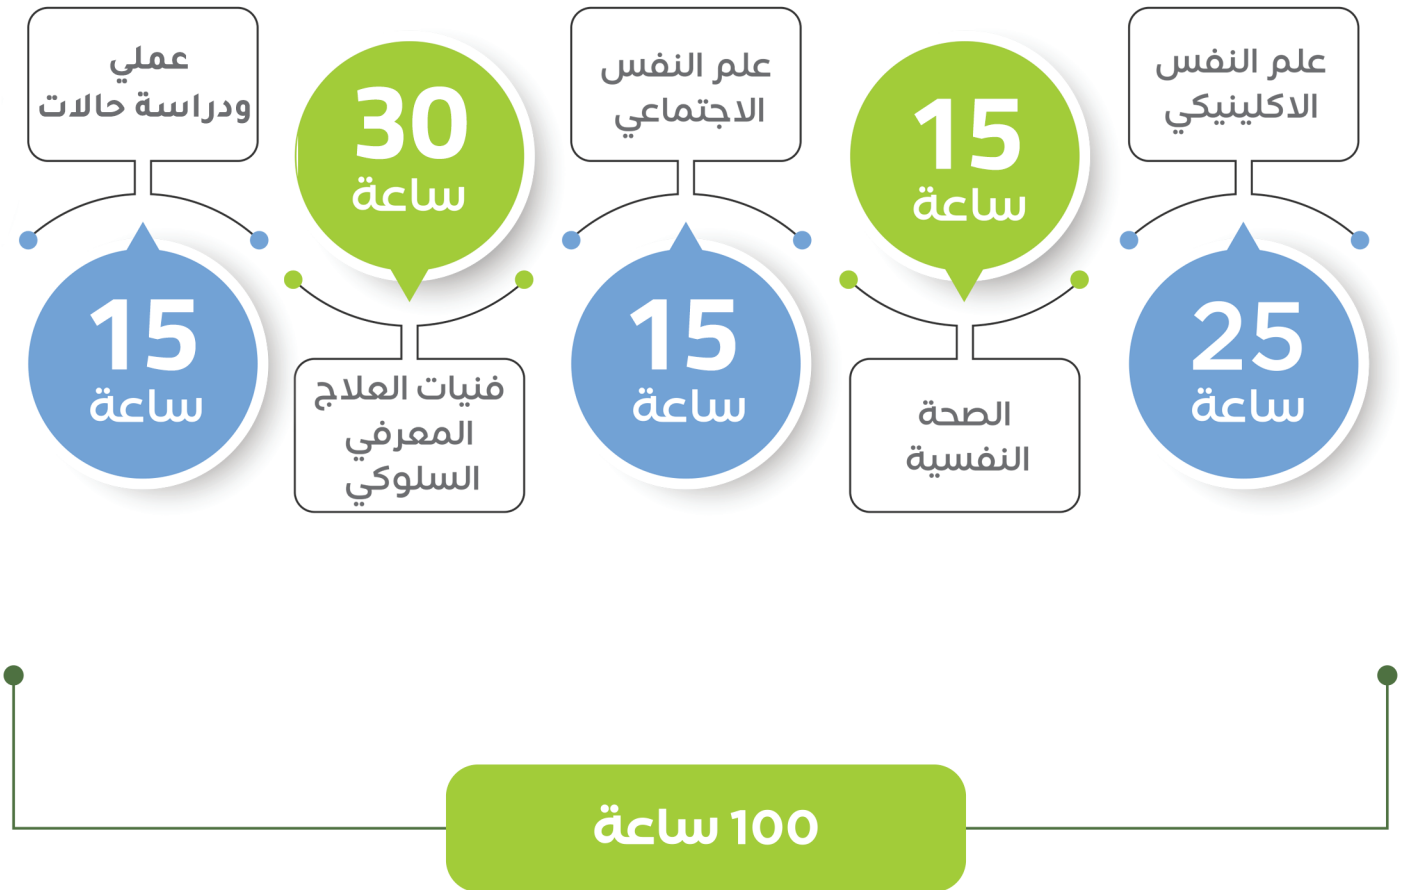 علم النفس
الاكلينيكي
25
ساعة
15
ساعة
الصحة
النفسية
علم النفس
الاجتماعي
15
ساعة
30
ساعة
فنيات العلاج
المعرفي
السلوكي
عملي
ودراسة حالات
15
ساعة
100 ساعة